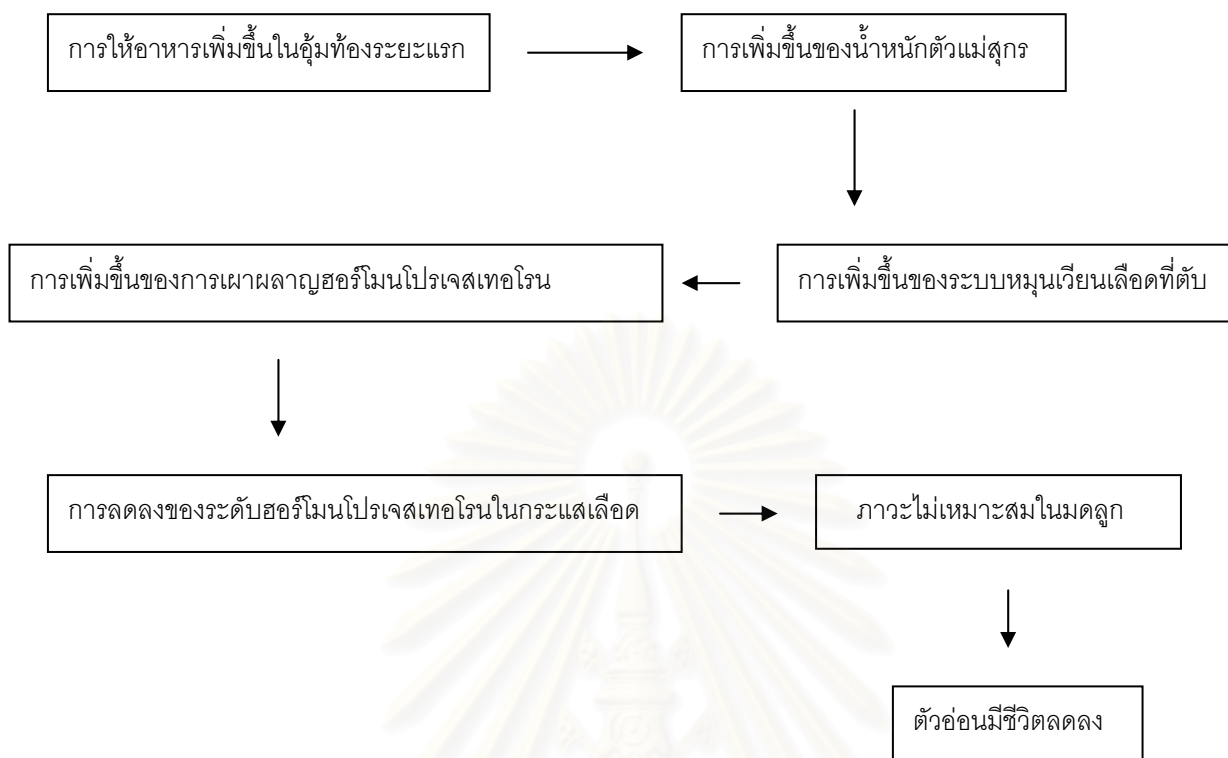 การให้อาหารเพิ่มขึ้นในอุ้มท้องระยะแรก
การเพิ่มขึ้นของน้ำหนักตัวแม่สุกร
การเพิ่มขึ้นของระบบหมุนเวียนเลือดที่ตับ
การเพิ่มขึ้นของการเผาผลาญฮอร์โมนโปรเจสเทอโรน
การลดลงของระดับฮอร์โมนโปรเจสเทอโรนในกระแสเลือด
ภาวะไม่เหมาะสมในมดลูก
ตัวอ่อนมีชีวิตลดลง